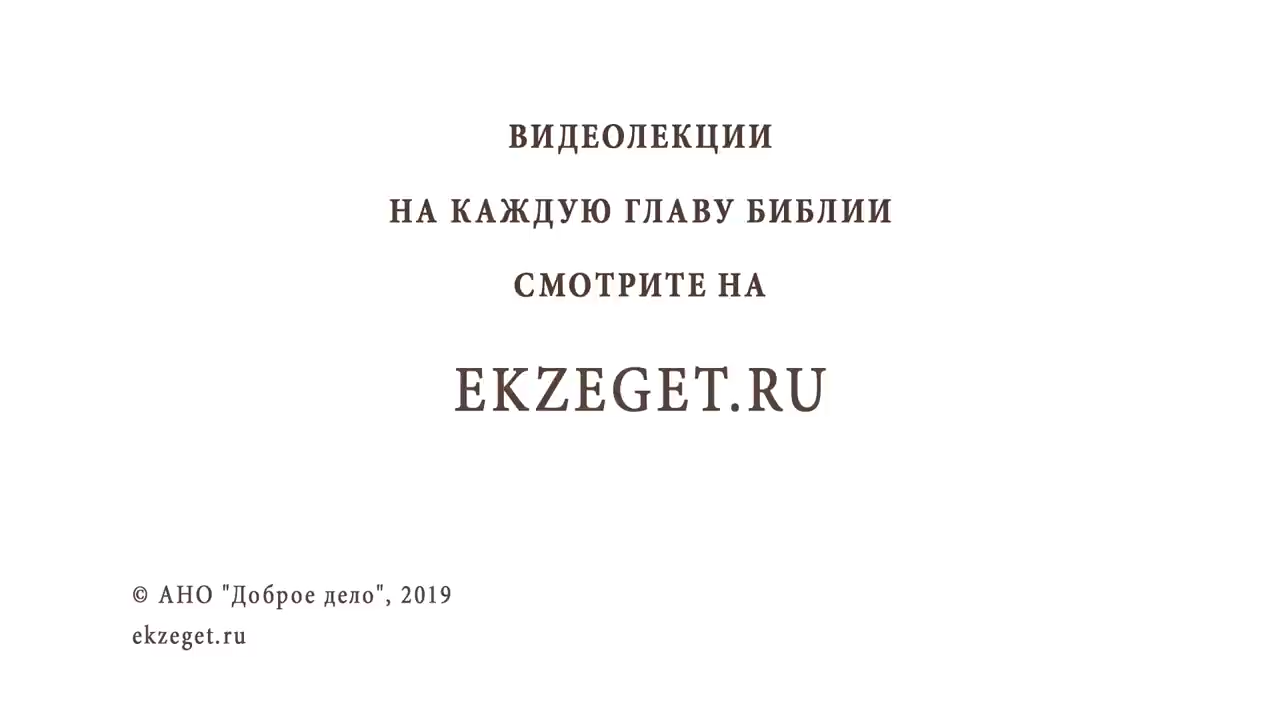 ВИДЕОЛЕКЦИИ
НА КАЖДУЮ ГЛАВУ БИБЛИИ
СМОТРИТЕ НА
EKZEGET.RU
© АНО "Доброе дело", 2019
ekzeget.ru